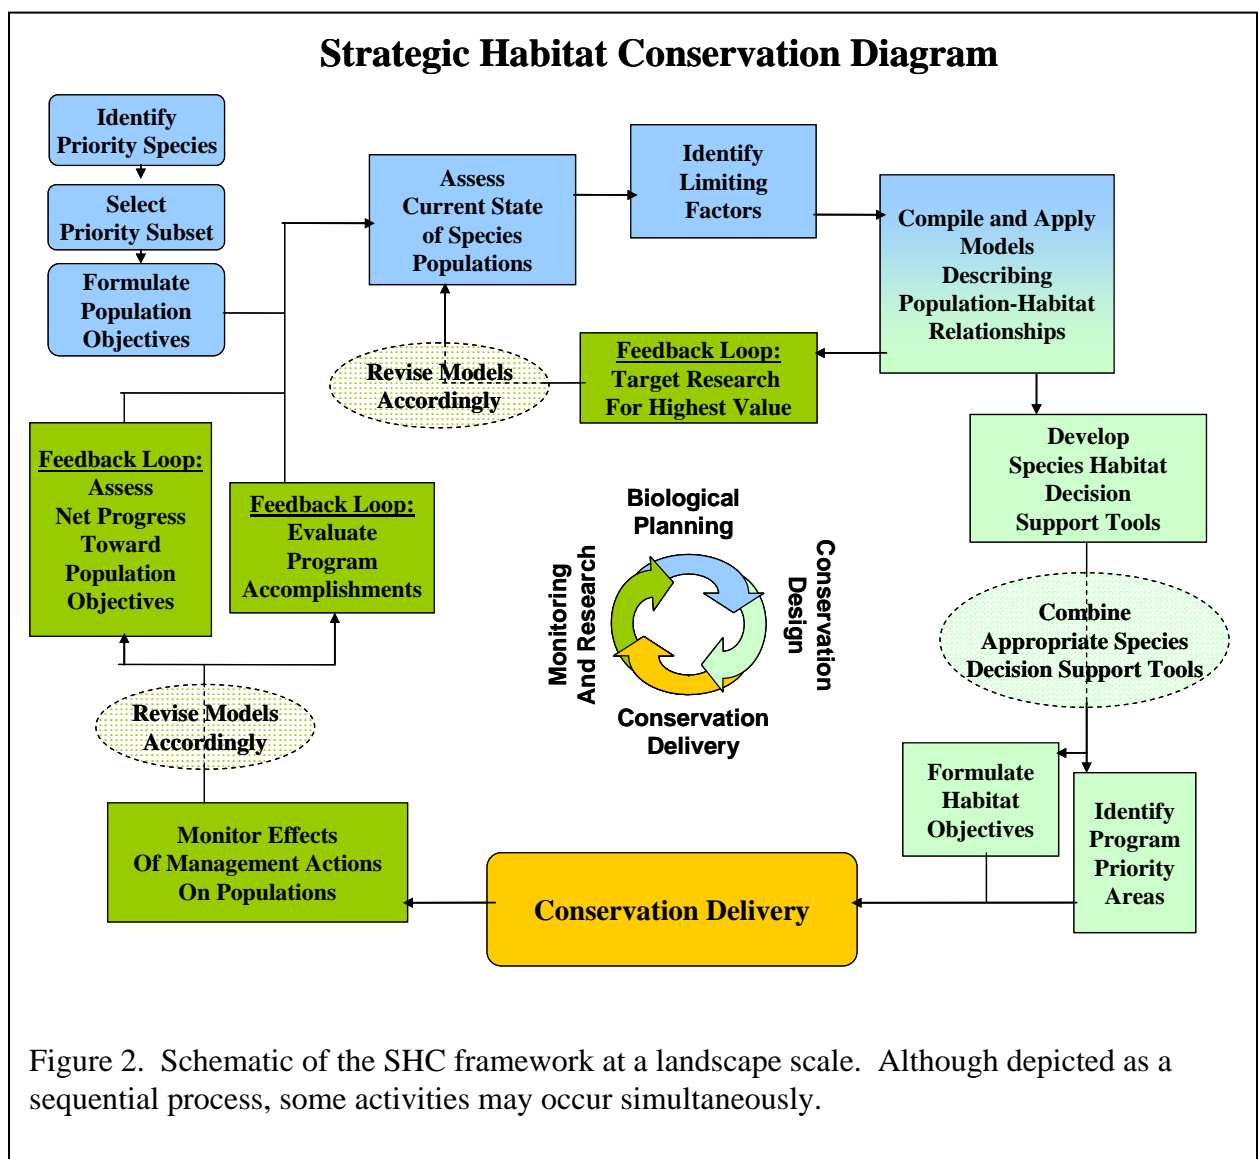 Strategic Habitat Conservation Diagram
Identify
Priority Species
Select
Priority Subset
Formulate
Population
Objectives
Assess
Current State
of Species
Populations
Identify
Limiting
Factors
Compile and Apply
Models
Describing
Population-Habitat
Relationships
Feedback Loop:
Target Research
For Highest Value
Revise Models
Accordingly
Develop
Species Habitat
Decision
Support Tools
Combine
Appropriate Species
Decision Support Tools
Formulate
Habitat
Objectives
Identify
Program
Priority
Areas
Conservation Delivery
Monitor Effects
Of Management Actions
On Populations
Revise Models
Accordingly
Feedback Loop:
Assess
Net Progress
Toward
Population
Objectives
Feedback Loop:
Evaluate
Program
Accomplishments
Biological
Planning
Conservation
Design
Conservation
Delivery
Monitoring
And Research
Figure 2.  Schematic of the SHC framework at a landscape scale.  Although depicted as a
sequential process, some activities may occur simultaneously.